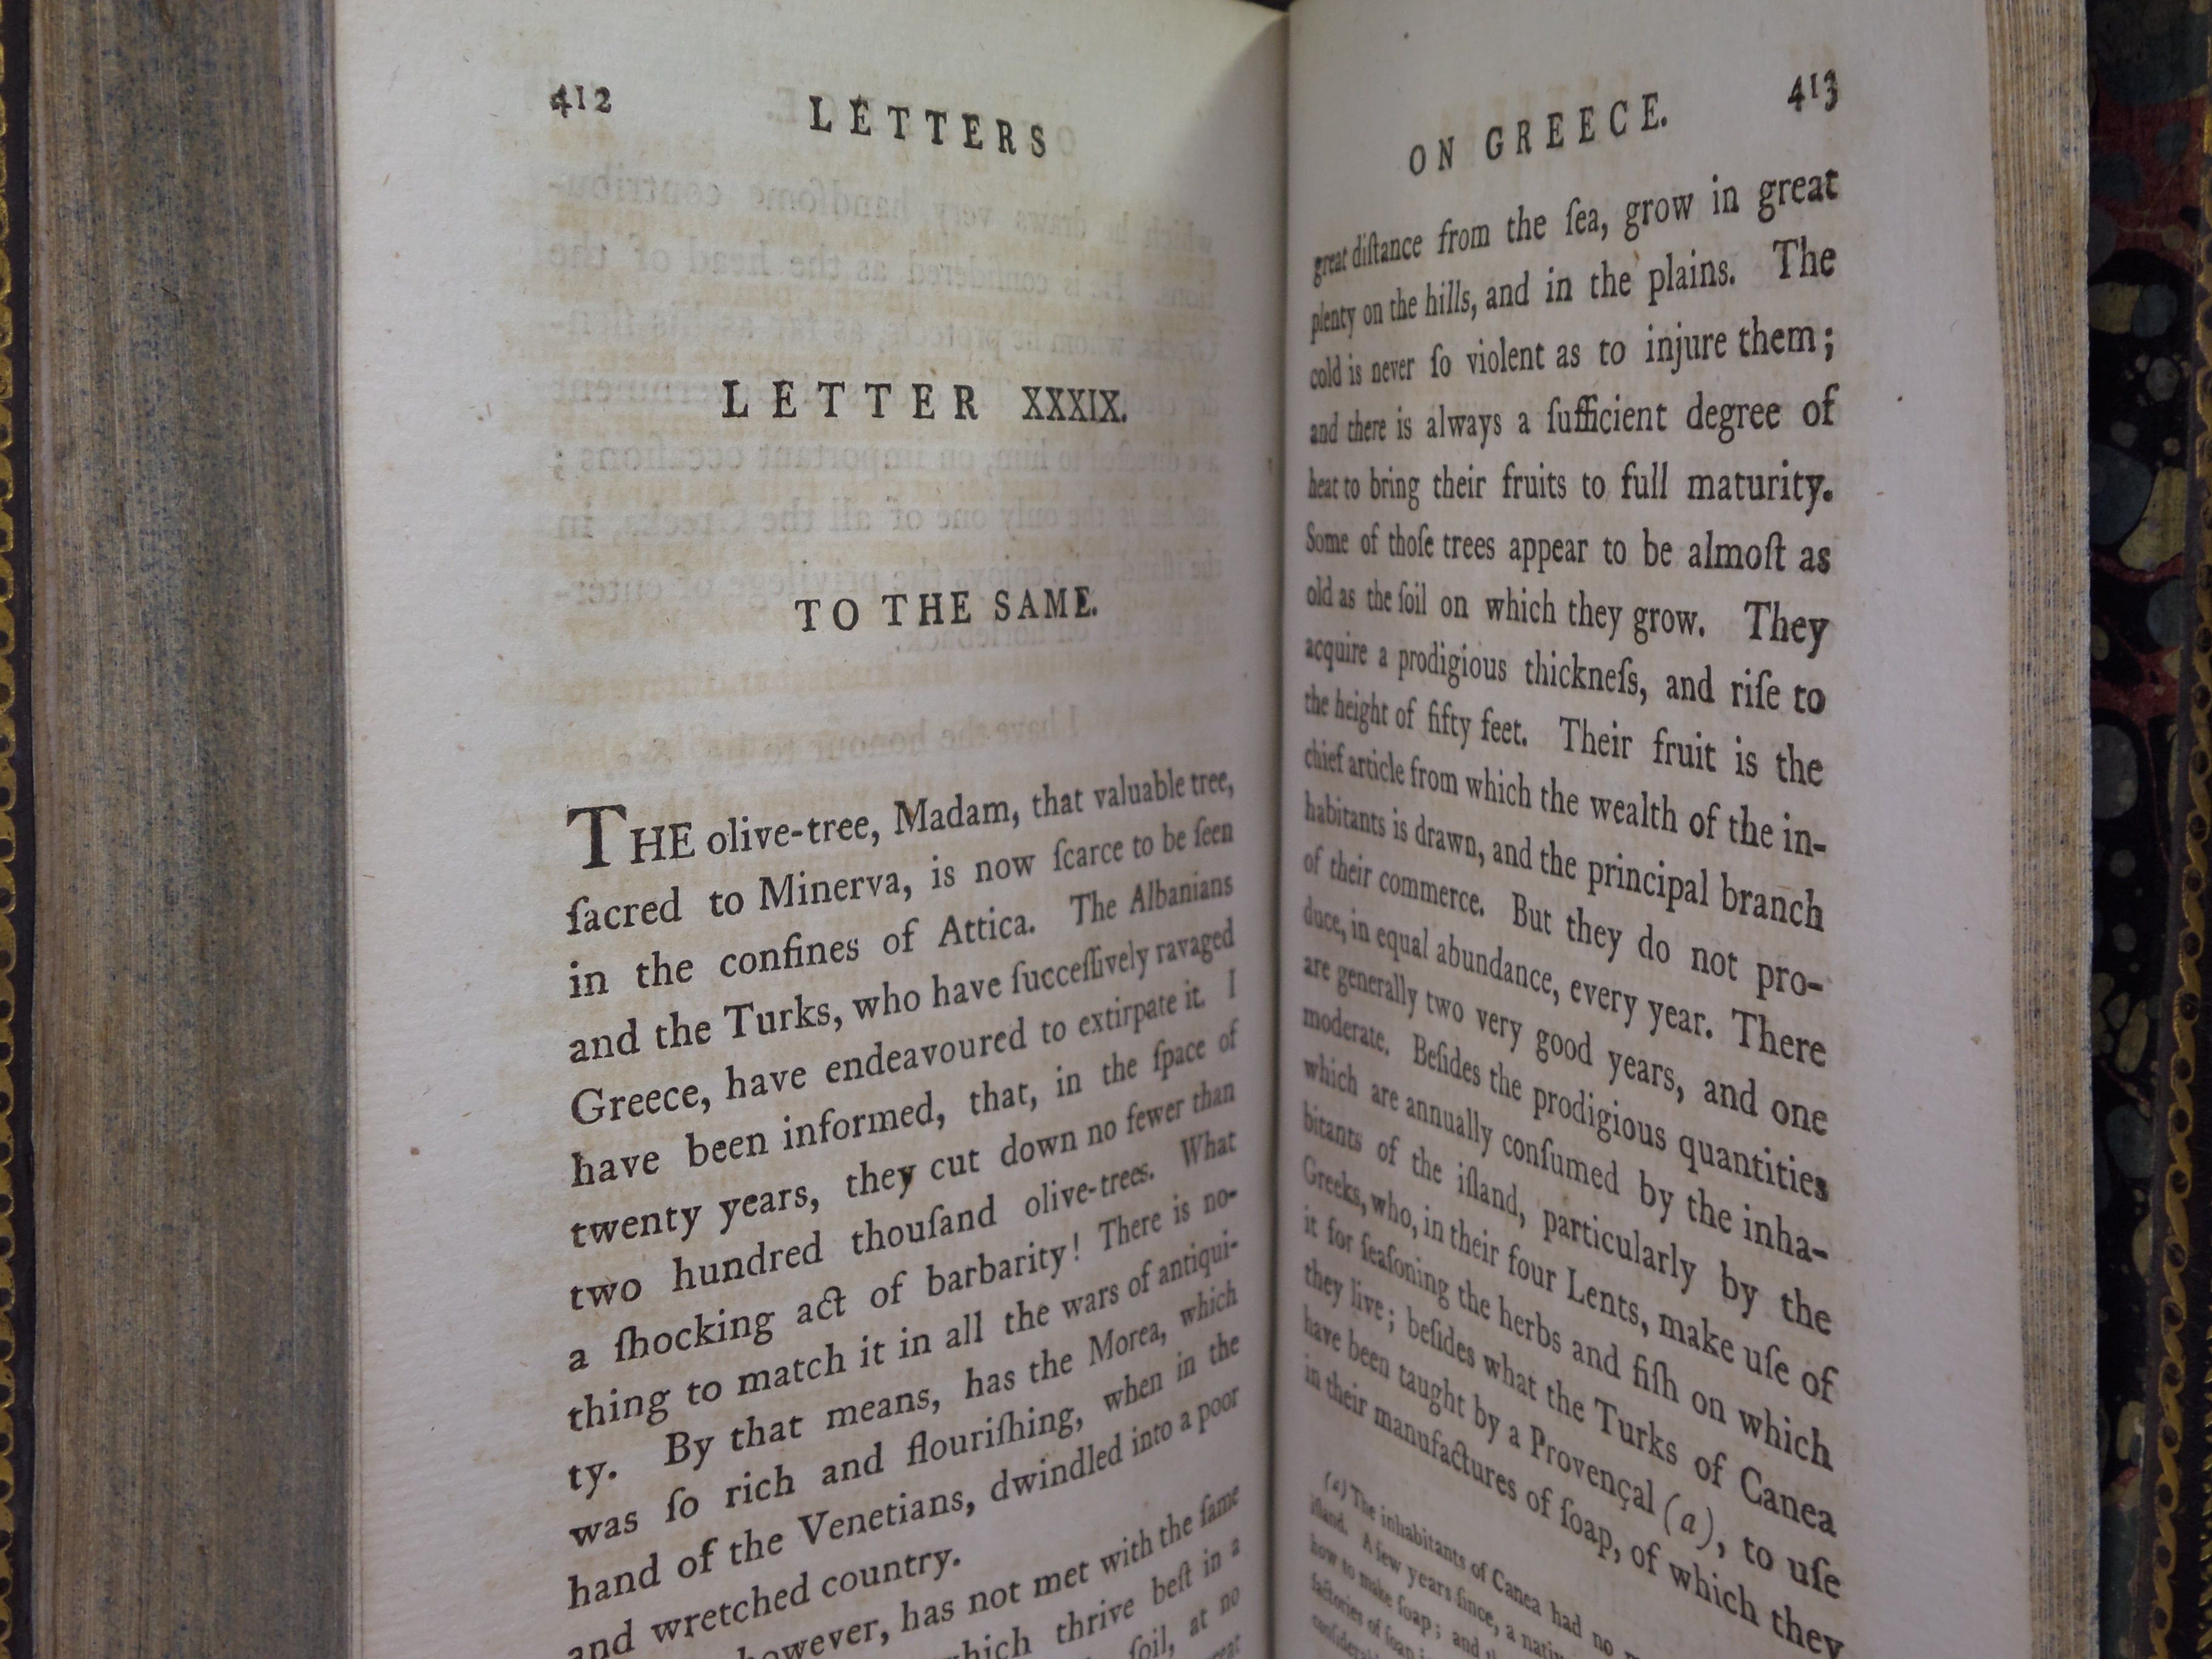 412 LETTERS
LETTER XXXIX.
TO THE SAME.
THE olive-tree, Madam, that valuable tree,
ſacred to Minerva, is now ſcarce to be ſeen
in the confines of Attica. The Albanians
and the Turks, who have ſucceſſively ravaged
Greece, have endeavoured to extirpate it. I
have been informed, that, in the ſpace of
twenty years, they cut down no fewer than
two hundred thouſand olive-trees. What
a ſhocking act of barbarity! There is no-
thing to match it in all the wars of antiqui-
ty. By that means, has the Morea, which
was ſo rich and flouriſhing, when in the
hand of the Venetians, dwindled into a poor
and wretched country.
however, has not met with the ſame
which thrive beſt in a
ſoil, at no
great
ON GREECE. 413
great diſtance from the ſea, grow in great
plenty on the hills, and in the plains. The
cold is never ſo violent as to injure them;
and there is always a ſufficient degree of
heat to bring their fruits to full maturity.
Some of thoſe trees appear to be almoſt as
old as the ſoil on which they grow. They
acquire a prodigious thickneſs, and riſe to
the height of fifty feet. Their fruit is the
chief article from which the wealth of the in-
habitants is drawn, and the principal branch
of their commerce. But they do not pro-
duce, in equal abundance, every year. There
are generally two very good years, and one
moderate. Beſides the prodigious quantities
which are annually conſumed by the inha-
bitants of the iſland, particularly by the
Greeks, who, in their four Lents, make uſe of
it for ſeaſoning the herbs and fiſh on which
they live; beſides what the Turks of Canea
have been taught by a Provençal (a), to uſe
in their manufactures of ſoap, of which they
(a) The inhabitants of Canea had no
iſland. A few years ſince, a
how to make ſoap; and
factories of ſoap